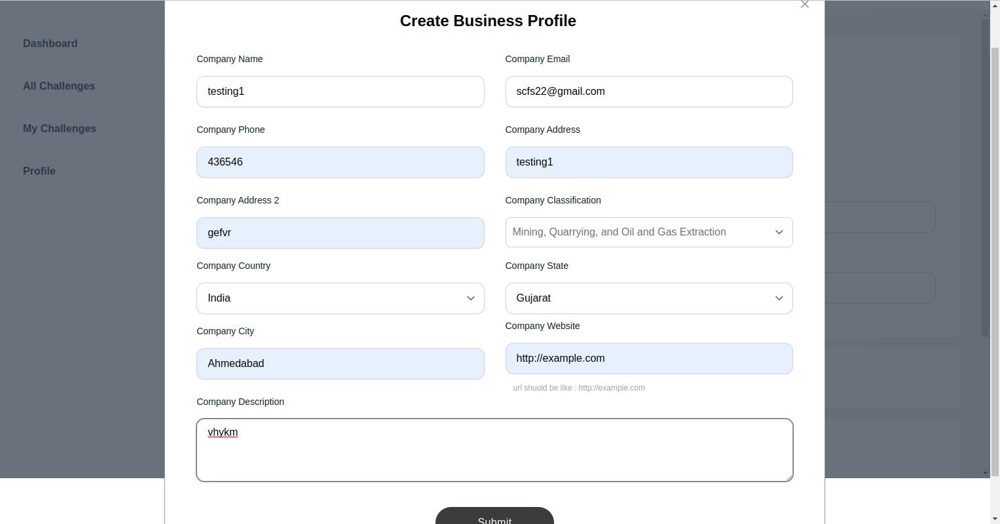 Create Business Profile
Dashboard
All Challenges
My Challenges
Profile
Company Name
testing1
Company Email
scfs22@gmail.com
Company Phone
436546
Company Address
testing1
Company Address 2
gefvr
Company Classification
Mining, Quarrying, and Oil and Gas Extraction
Company Country
India
Company State
Gujarat
Company City
Ahmedabad
Company Website
http://example.com
url shuold be like : http://example.com
Company Description
vhykm
Submit